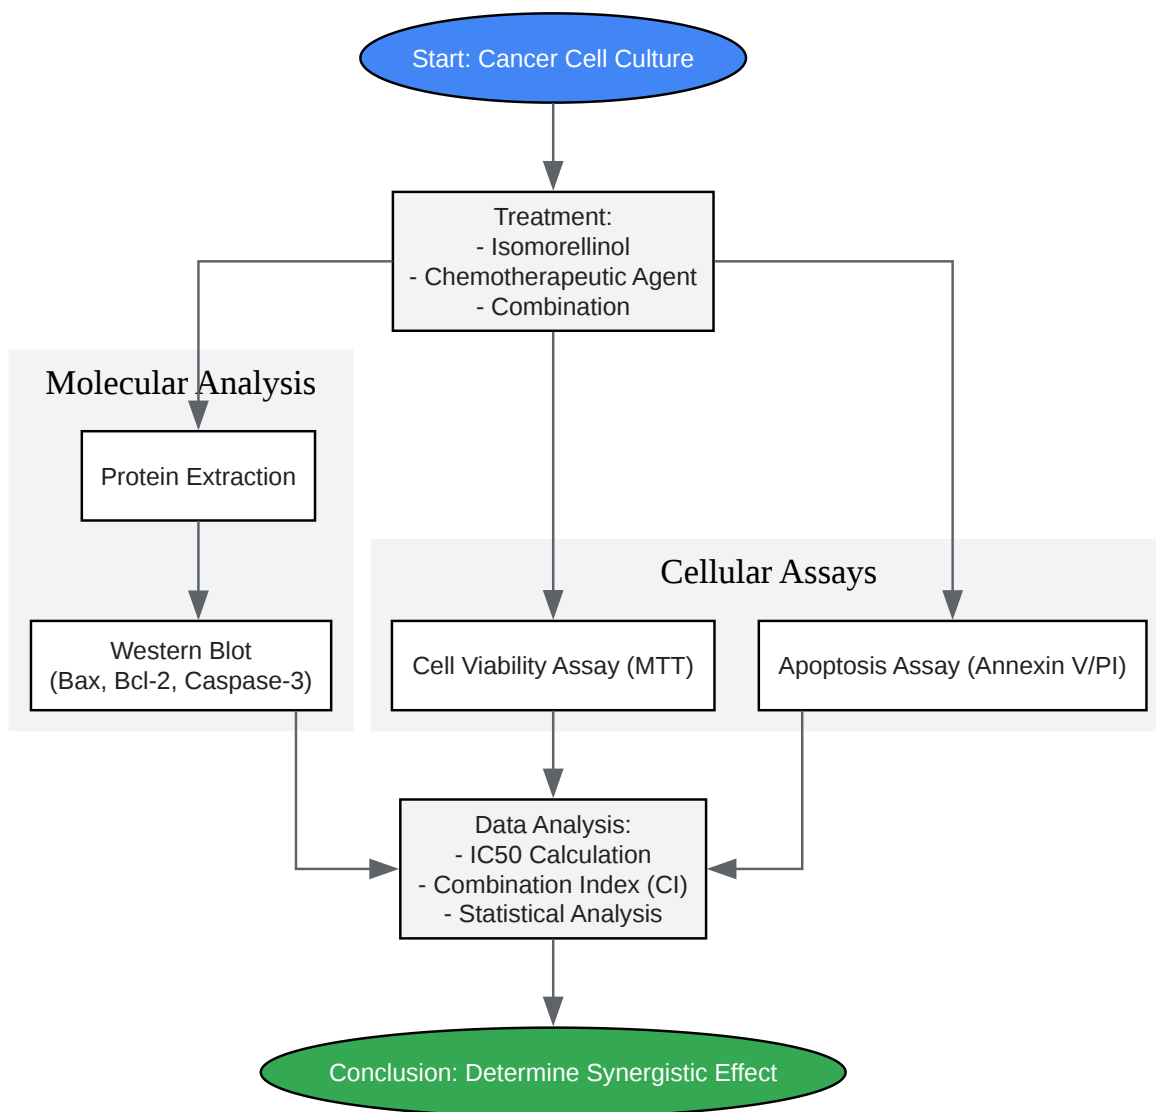 Start: Cancer Cell Culture
Treatment:
- Isomorellinol
- Chemotherapeutic Agent
- Combination
Molecular Analysis
Protein Extraction
Western Blot
(Bax, Bcl-2, Caspase-3)
Cellular Assays
Cell Viability Assay (MTT)
Apoptosis Assay (Annexin V/PI)
Data Analysis:
- IC50 Calculation
- Combination Index (CI)
- Statistical Analysis
Conclusion: Determine Synergistic Effect